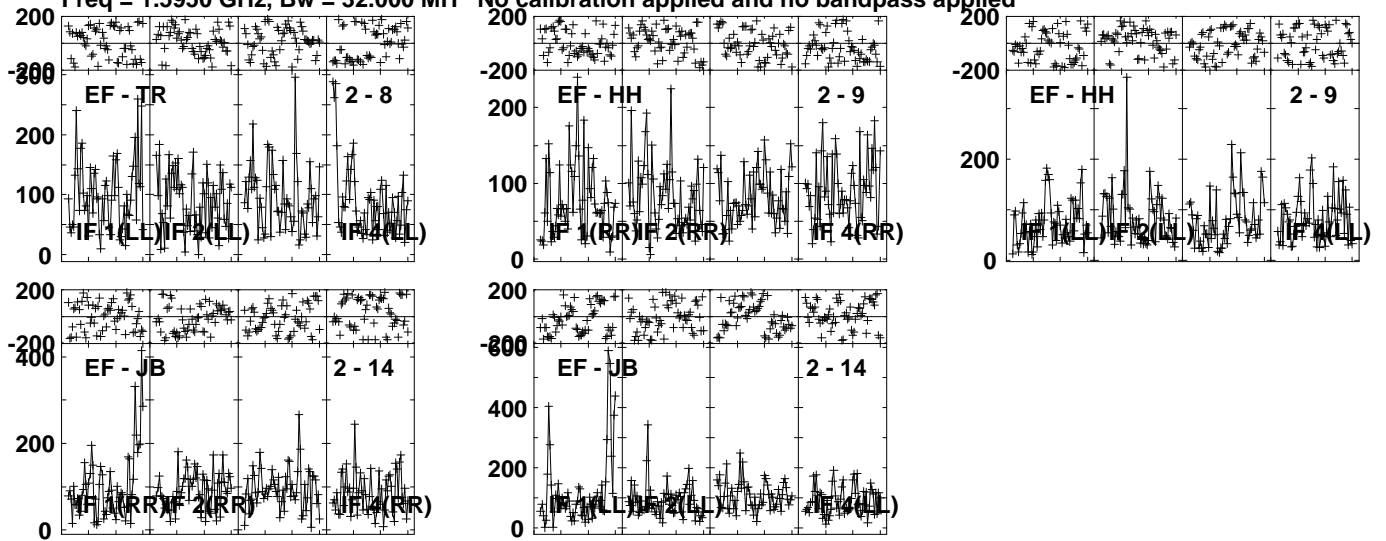 Freq = 1.5950 GHz, Bw = 32.000 MH No calibration applied and no bandpass applied
200
-200
300
200
100
0
EF - TR 2 - 8
IF 1(LL) IF 2(LL) IF 4(LL)
200
-200
200
100
0
EF - HH 2 - 9
IF 1(RR) IF 2(RR) IF 4(RR)
200
-200
200
0
EF - HH 2 - 9
IF 1(LL) IF 2(LL) IF 4(LL)
200
-200
400
200
0
EF - JB 2 - 14
IF 1(RR) IF 2(RR) IF 4(RR)
200
-200
600
400
200
0
EF - JB 2 - 14
IF 1(LL) IF 2(LL) IF 4(LL)